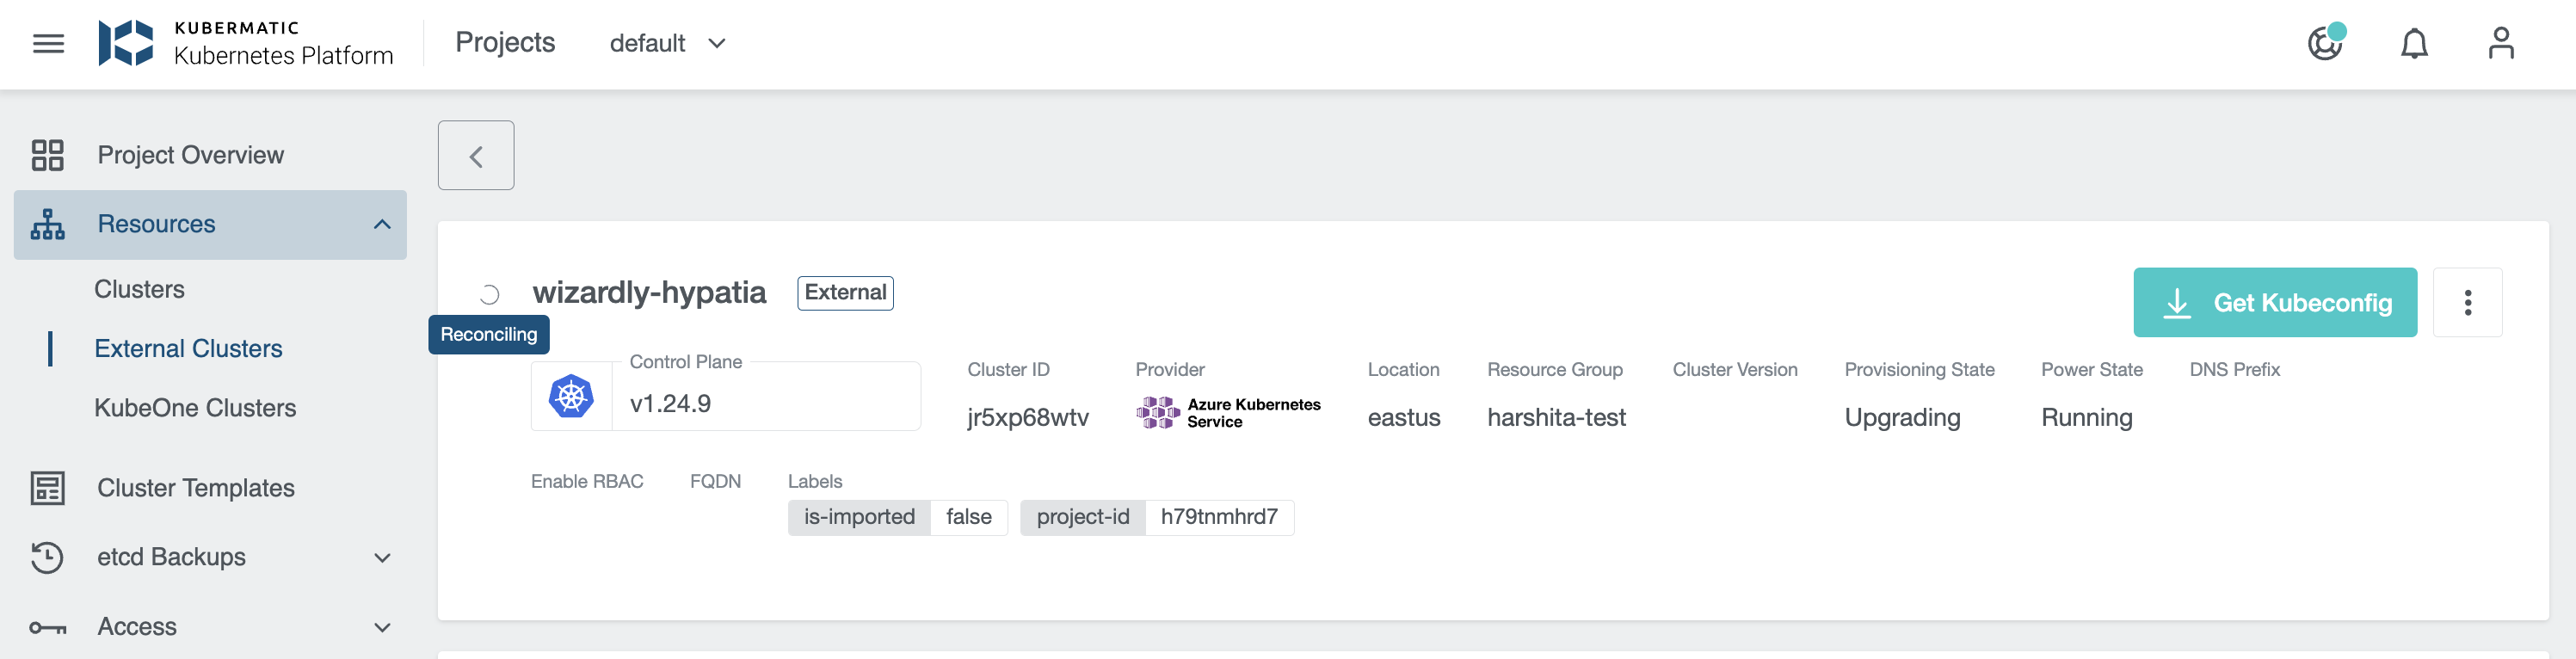 KUBERMATIC
Kubernetes Platform
Projects
default
Project Overview
Resources
Clusters
External Clusters
KubeOne Clusters
Cluster Templates
etcd Backups
Access
wizardly-hypatia
External
Reconciling
Get Kubeconfig
Control Plane
v1.24.9
Cluster ID
jr5xp68wtv
Provider
Azure Kubernetes
Service
Location
eastus
Resource Group
harshita-test
Cluster Version
Provisioning State
Upgrading
Power State
Running
DNS Prefix
Enable RBAC
FQDN
Labels
is-imported false
project-id h79tnmhrd7